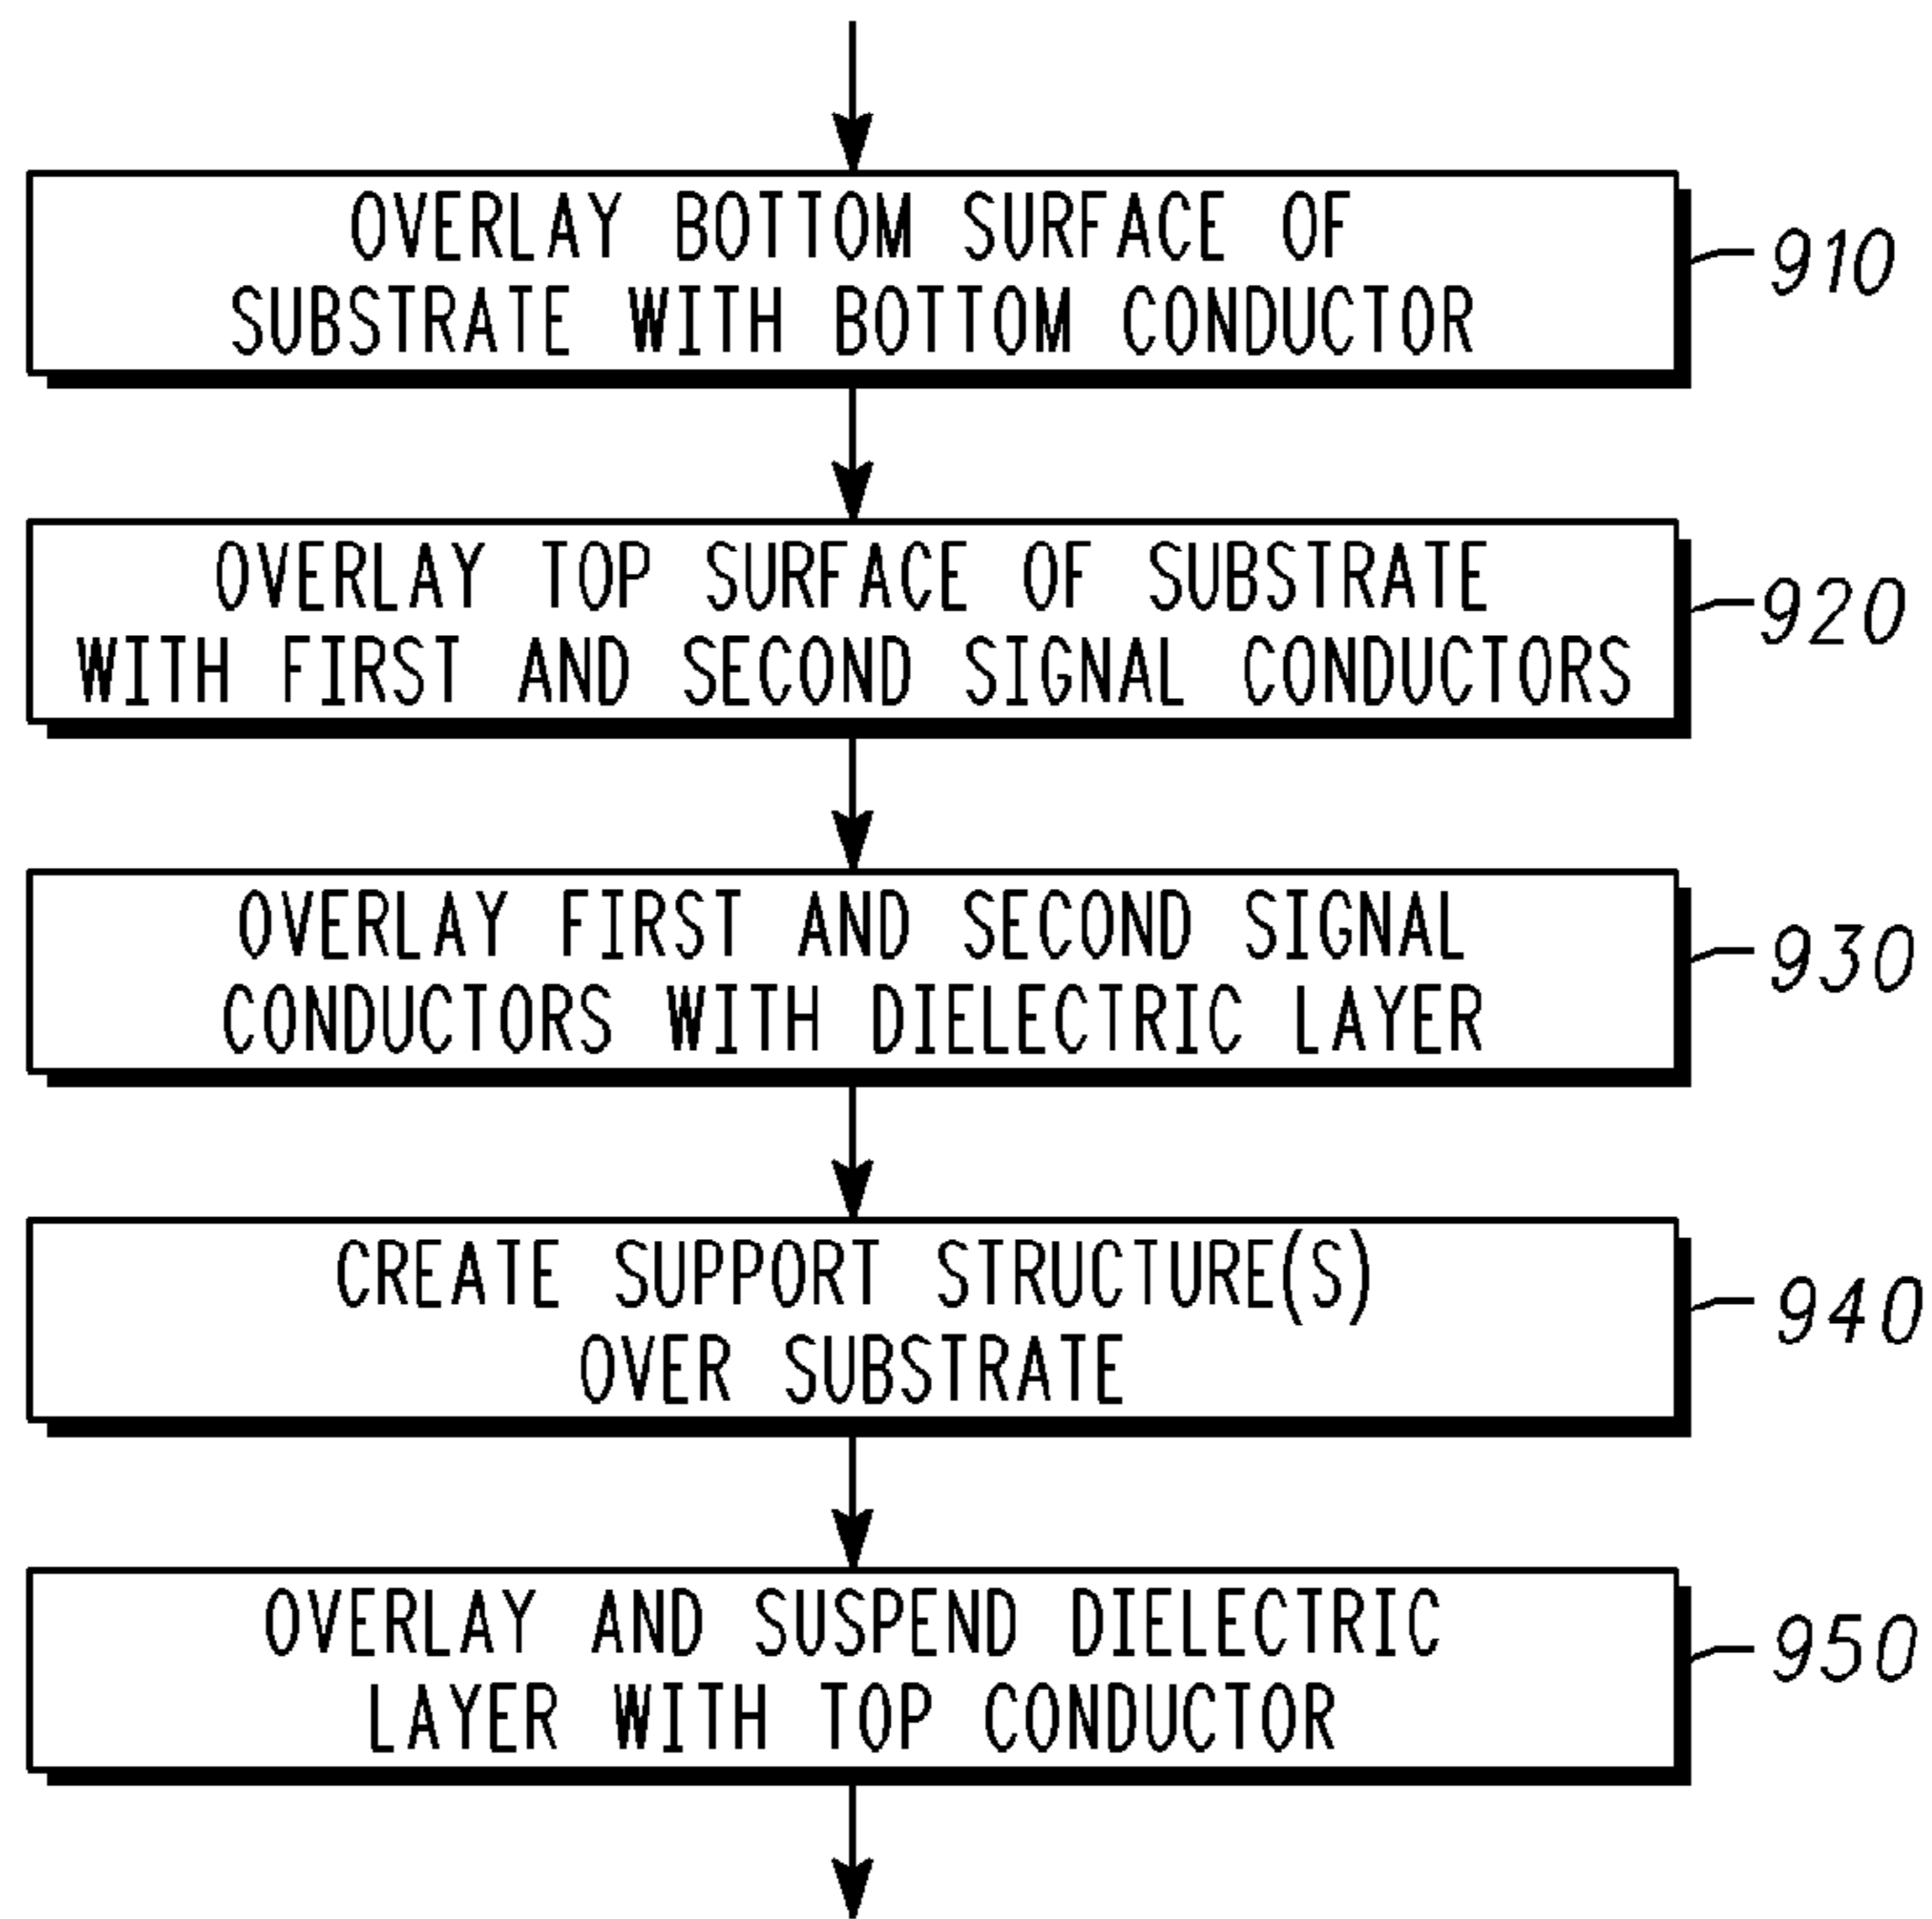 OVERLAY BOTTOM SURFACE OF
SUBSTRATE WITH BOTTOM CONDUCTOR
910
OVERLAY TOP SURFACE OF SUBSTRATE
WITH FIRST AND SECOND SIGNAL CONDUCTORS
920
OVERLAY FIRST AND SECOND SIGNAL
CONDUCTORS WITH DIELECTRIC LAYER
930
CREATE SUPPORT STRUCTURE(S)
OVER SUBSTRATE
940
OVERLAY AND SUSPEND DIELECTRIC
LAYER WITH TOP CONDUCTOR
950